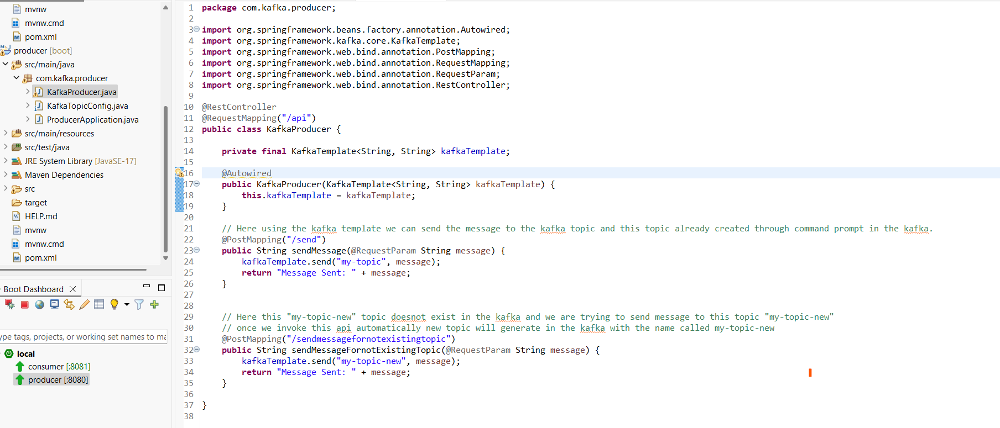 mvnw
mvnw.cmd
pom.xml
producer [boot]
src/main/java
com.kafka.producer
KafkaProducer.java
KafkaTopicConfig.java
ProducerApplication.java
src/main/resources
src/test/java
JRE System Library [JavaSE-17]
Maven Dependencies
src
target
HELP.md
mvnw
mvnw.cmd
pom.xml
Boot Dashboard
ype tags, projects, or working set names to ma
local
consumer [:8081]
producer [:8080]
1 package com.kafka.producer;
2
3 import org.springframework.beans.factory.annotation.Autowired;
4 import org.springframework.kafka.core.KafkaTemplate;
5 import org.springframework.web.bind.annotation.PostMapping;
6 import org.springframework.web.bind.annotation.RequestMapping;
7 import org.springframework.web.bind.annotation.RequestParam;
8 import org.springframework.web.bind.annotation.RestController;
9
10 @RestController
11 @RequestMapping("/api")
12 public class KafkaProducer {
13
14 private final KafkaTemplate<String, String> kafkaTemplate;
15
16 @Autowired
17 public KafkaProducer(KafkaTemplate<String, String> kafkaTemplate) {
18 this.kafkaTemplate = kafkaTemplate;
19 }
20
21 // Here using the kafka template we can send the message to the kafka topic and this topic already created through command prompt in the kafka.
22 @PostMapping("/send")
23 public String sendMessage(@RequestParam String message) {
24 kafkaTemplate.send("my-topic", message);
25 return "Message Sent: " + message;
26 }
27
28
29 // Here this "my-topic-new" topic doesnot exist in the kafka and we are trying to send message to this topic "my-topic-new"
30 // once we invoke this api automatically new topic will generate in the kafka with the name called my-topic-new
31 @PostMapping("/sendmessagefornotexistingtopic")
32 public String sendMessageFornotExistingTopic(@RequestParam String message) {
33 kafkaTemplate.send("my-topic-new", message);
34 return "Message Sent: " + message;
35 }
36
37 }
38